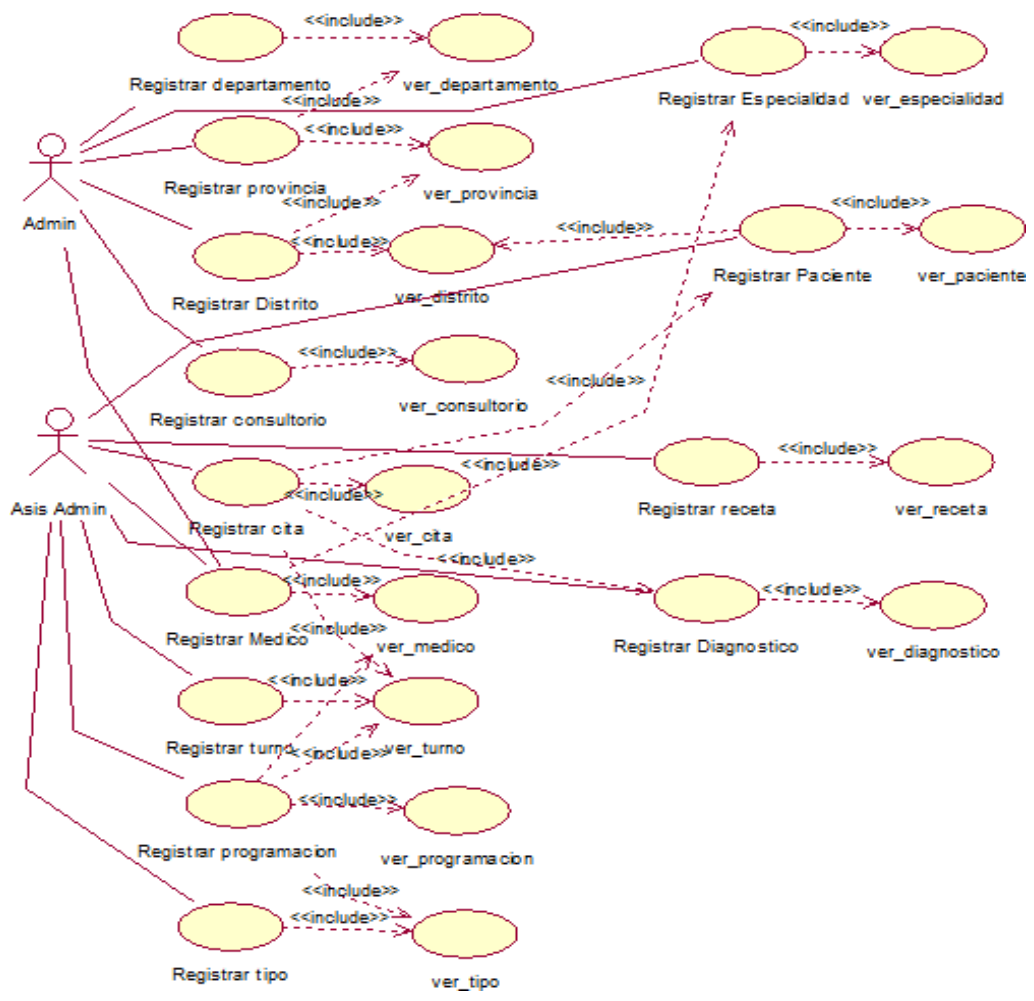 <<include>>
<<include>>
Registrar departamento
ver_departamento
Registrar Especialidad
ver_especialidad
<<include>>
<<include>>
Registrar provincia
ver_provincia
Admin
<<include>>
<<include>>
<<include>>
<<include>>
Registrar Distrito
ver_distrito
Registrar Paciente
ver_paciente
<<include>>
<<include>>
<<include>>
Registrar consultorio
ver_consultorio
<<include>>
<<include>>
<<include>>
Asis Admin
Registrar cita
ver_cita
Registrar receta
ver_receta
<<include>>
<<include>>
<<include>>
Registrar Medico
ver_medico
Registrar Diagnostico
ver_diagnostico
<<include>>
<<include>>
Registrar turno
ver_turno
<<include>>
<<include>>
Registrar programacion
ver_programacion
<<include>>
<<include>>
Registrar tipo
ver_tipo